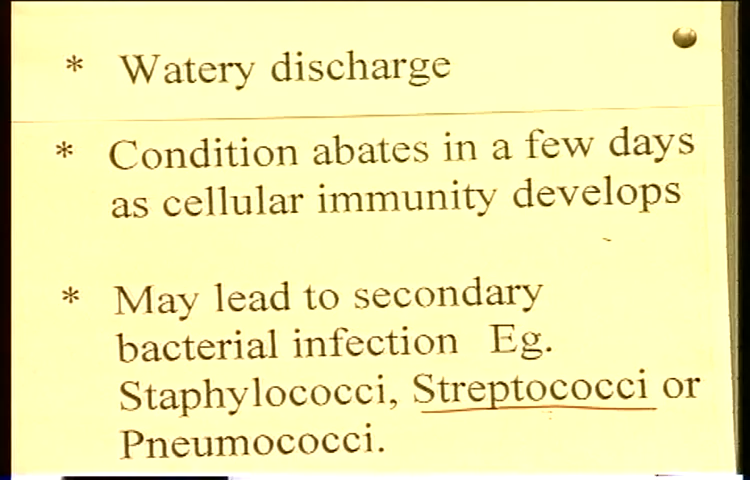 * Watery discharge
* Condition abates in a few days
as cellular immunity develops
* May lead to secondary
bacterial infection Eg.
Staphylococci, Streptococci or
Pneumococci.